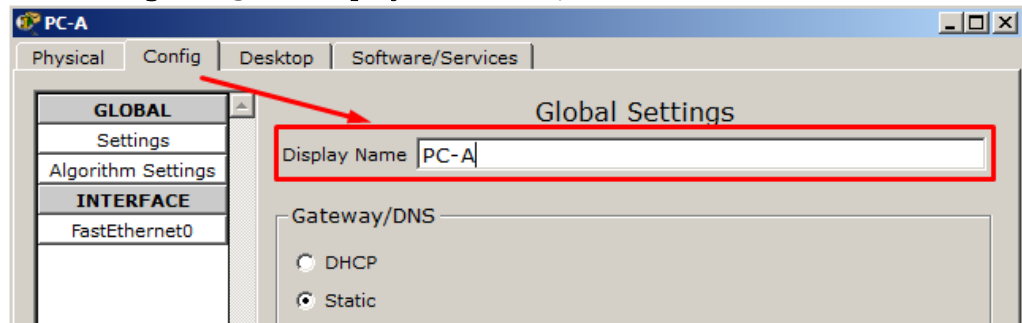 PC-A
Physical Config Desktop Software/Services
GLOBAL
Settings
Algorithm Settings
INTERFACE
FastEthernet0
Global Settings
Display Name PC-A
Gateway/DNS
DHCP
Static